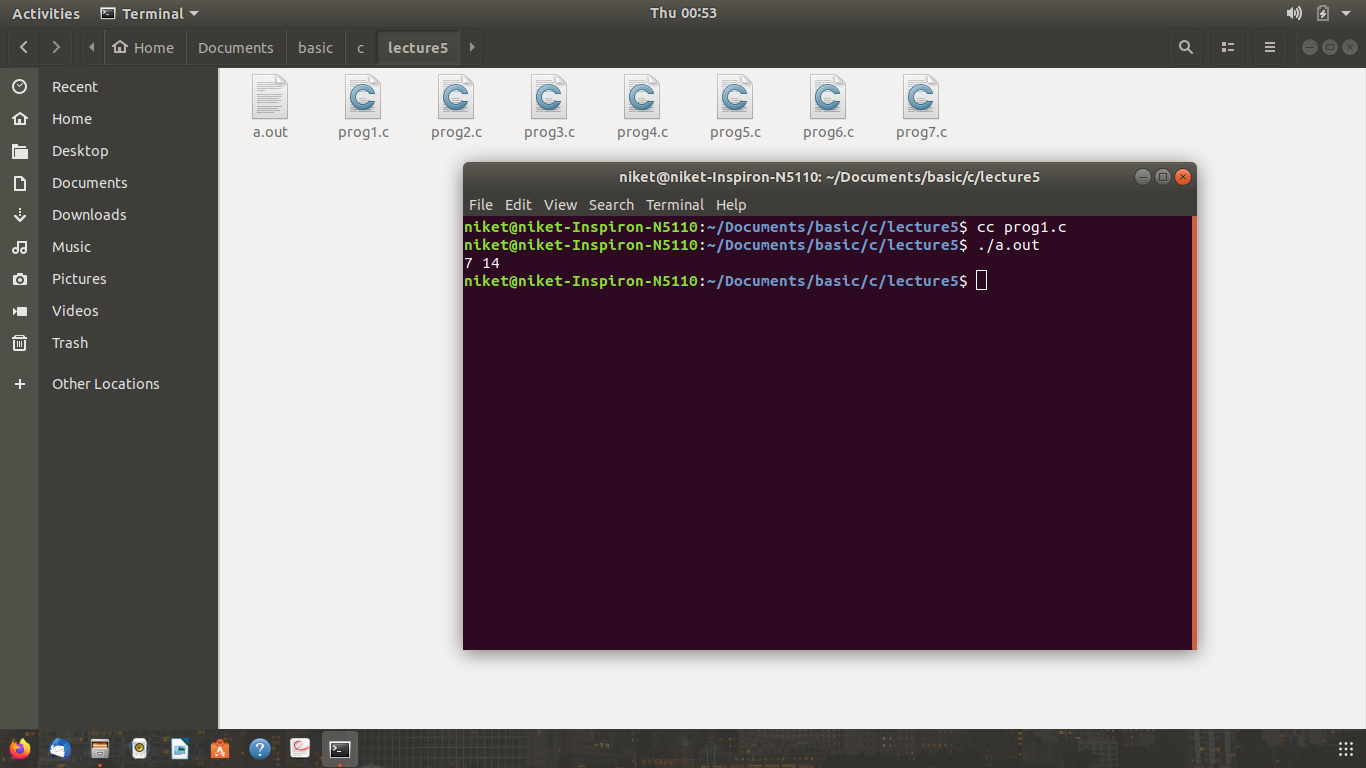 Activities Terminal Thu 00:53
Home Documents basic c lecture5
Recent
Home
Desktop
Documents
Downloads
Music
Pictures
Videos
Trash
Other Locations
a.out prog1.c prog2.c prog3.c prog4.c prog5.c prog6.c prog7.c
niket@niket-Inspiron-N5110: ~/Documents/basic/c/lecture5
File Edit View Search Terminal Help
niket@niket-Inspiron-N5110:~/Documents/basic/c/lecture5$ cc prog1.c
niket@niket-Inspiron-N5110:~/Documents/basic/c/lecture5$ ./a.out
7 14
niket@niket-Inspiron-N5110:~/Documents/basic/c/lecture5$